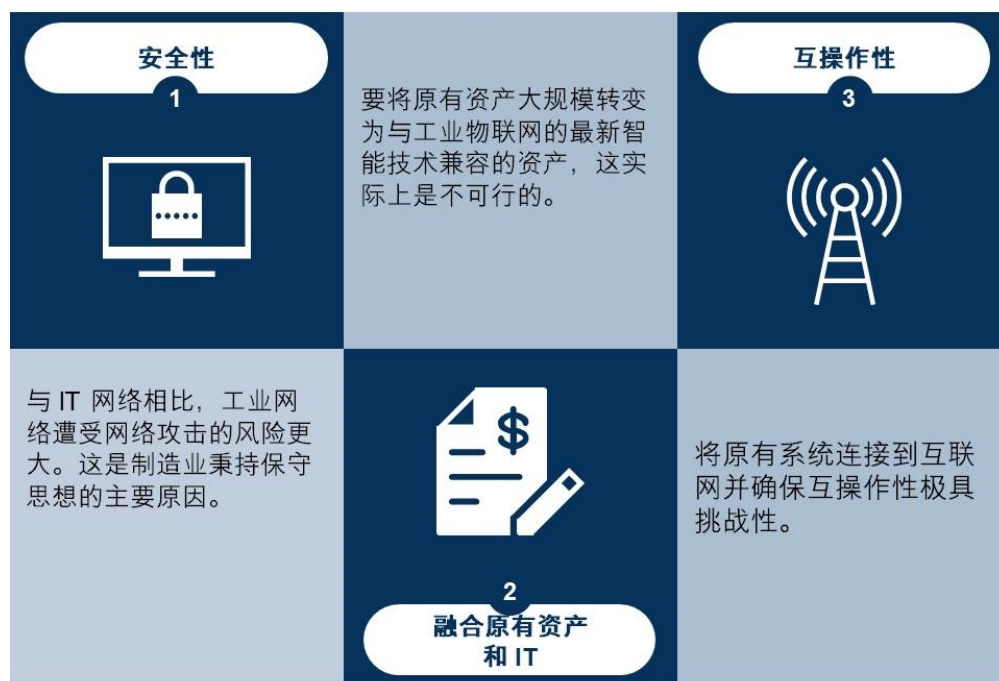 安全性
1
与 IT 网络相比，工业网
络遭受网络攻击的风险更
大。这是制造业秉持保守
思想的主要原因。
要将原有资产大规模转变
为与工业物联网的最新智
能技术兼容的资产，这实
际上是不可行的。
$
2
融合原有资产
和 IT
互操作性
3
将原有系统连接到互联
网并确保互操作性极具
挑战性。